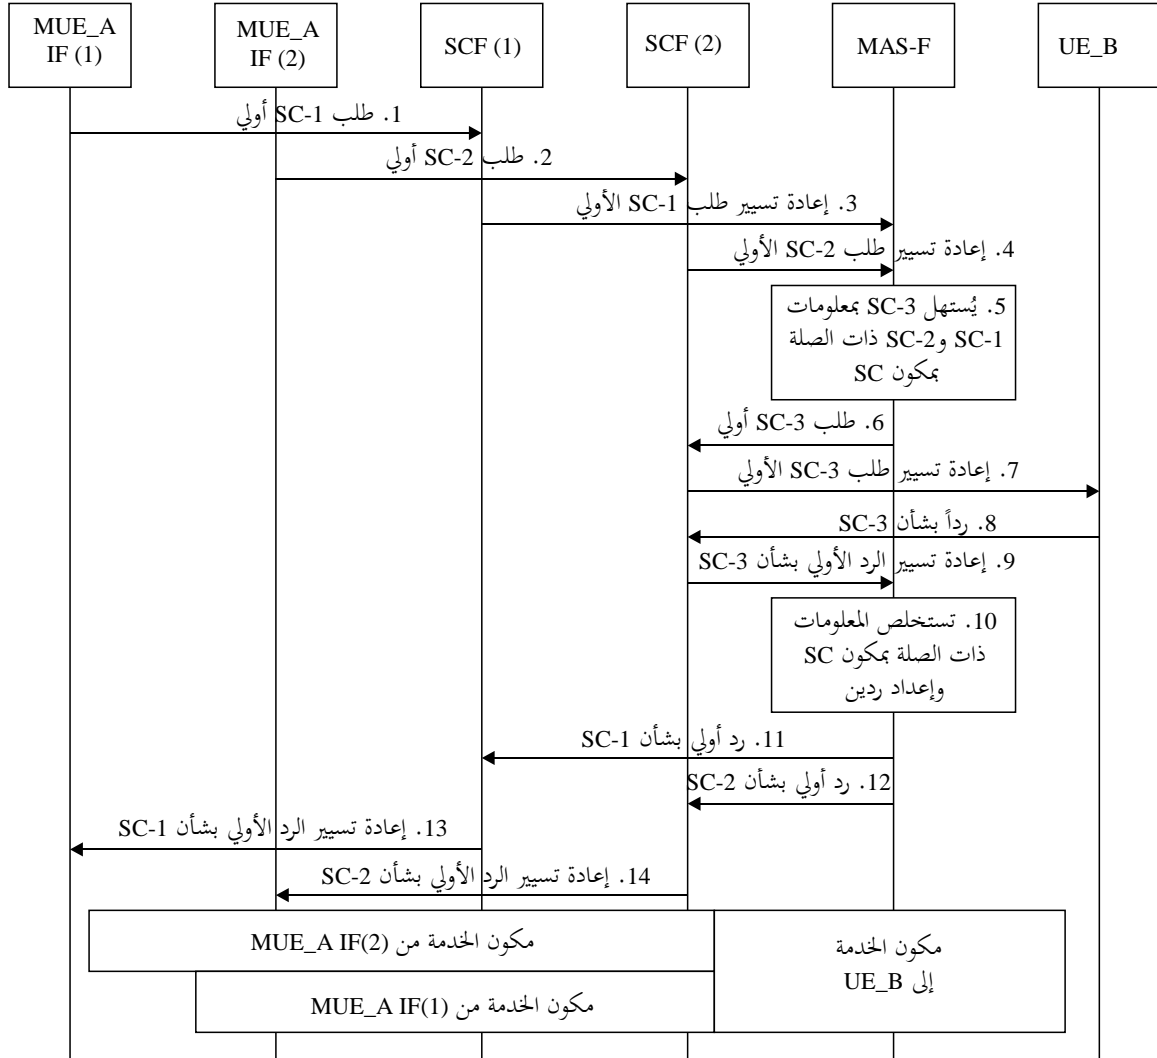 MUE_A
IF (1)
MUE_A
IF (2)
SCF (1)
SCF (2)
MAS-F
UE_B
1. طلب SC-1 أولي
2. طلب SC-2 أولي
3. إعادة تسيير طلب SC-1 الأولي
4. إعادة تسيير طلب SC-2 الأولي
5. يُستهل SC-3 بمعلومات
SC-1 وSC-2 ذات الصلة
بمكون SC
6. طلب SC-3 أولي
7. إعادة تسيير طلب SC-3 الأولي
8. رداً بشأن SC-3
9. إعادة تسيير الرد الأولي بشأن SC-3
10. تستخلص المعلومات
ذات الصلة بمكون SC
وإعداد ردين
11. رد أولي بشأن SC-1
12. رد أولي بشأن SC-2
13. إعادة تسيير الرد الأولي بشأن SC-1
14. إعادة تسيير الرد الأولي بشأن SC-2
مكون الخدمة من MUE_A IF(2)
مكون الخدمة
إلى UE_B
مكون الخدمة من MUE_A IF(1)